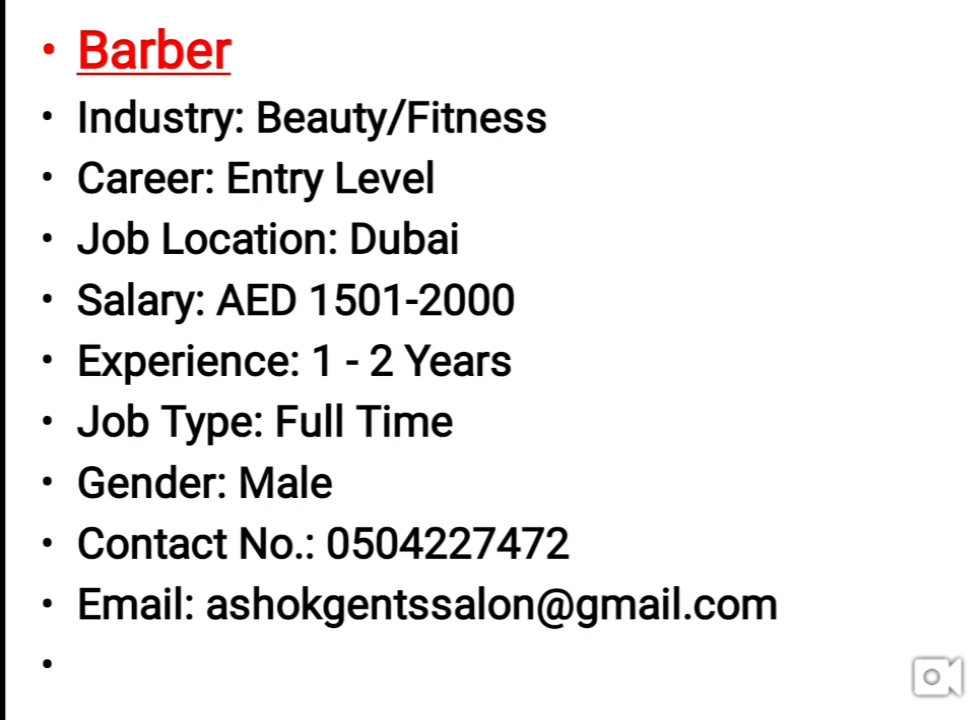 • Barber
• Industry: Beauty/Fitness
• Career: Entry Level
• Job Location: Dubai
• Salary: AED 1501-2000
• Experience: 1 - 2 Years
• Job Type: Full Time
• Gender: Male
• Contact No.: 0504227472
• Email: ashokgentssalon@gmail.com
•